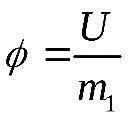 ϕ = U / m₁